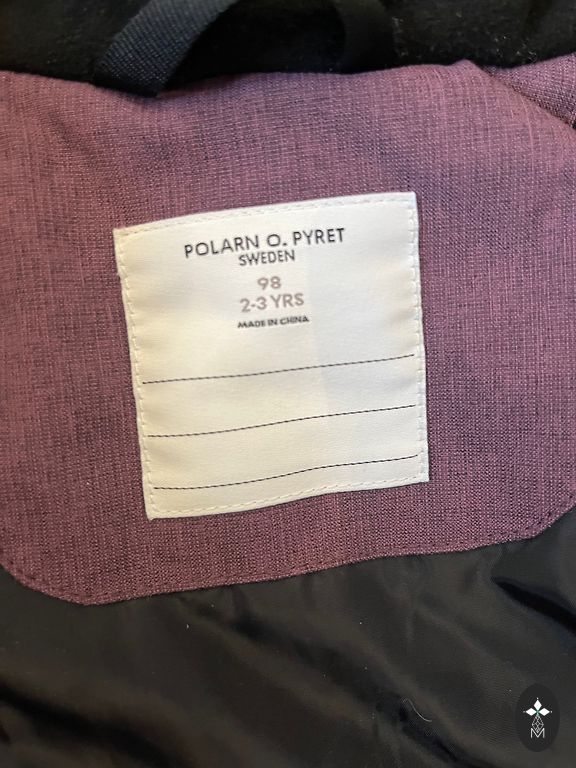 POLARN O. PYRET
SWEDEN
98
2-3 YRS
MADE IN CHINA
M